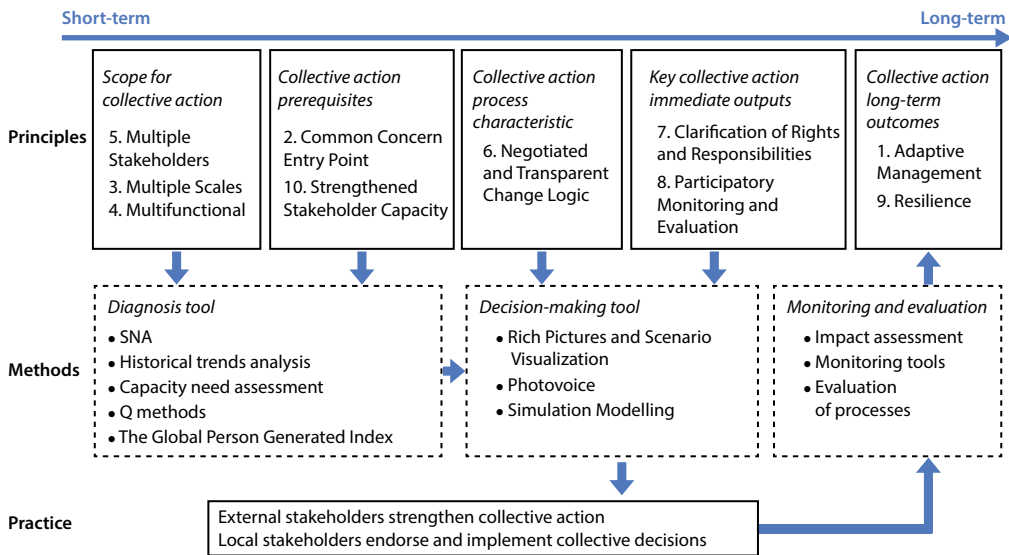 Short-term
Long-term
Principles
Scope for
collective action
5. Multiple
Stakeholders
3. Multiple Scales
4. Multifunctional
Collective action
prerequisites
2. Common Concern
Entry Point
10. Strengthened
Stakeholder Capacity
Collective action
process
characteristic
6. Negotiated
and Transparent
Change Logic
Key collective action
immediate outputs
7. Clarification of Rights
and Responsibilities
8. Participatory
Monitoring and
Evaluation
Collective action
long-term
outcomes
1. Adaptive
Management
9. Resilience
Methods
Diagnosis tool
• SNA
• Historical trends analysis
• Capacity need assessment
• Q methods
• The Global Person Generated Index
Decision-making tool
• Rich Pictures and Scenario
Visualization
• Photovoice
• Simulation Modelling
Monitoring and evaluation
• Impact assessment
• Monitoring tools
• Evaluation
of processes
Practice
External stakeholders strengthen collective action
Local stakeholders endorse and implement collective decisions